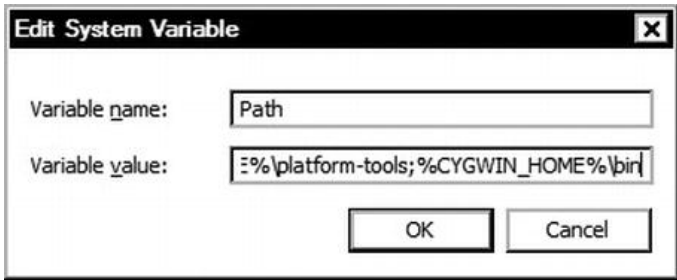 Edit System Variable
Variable name: Path
Variable value: E%\platform-tools;%CYGWIN_HOME%\bin
OK Cancel